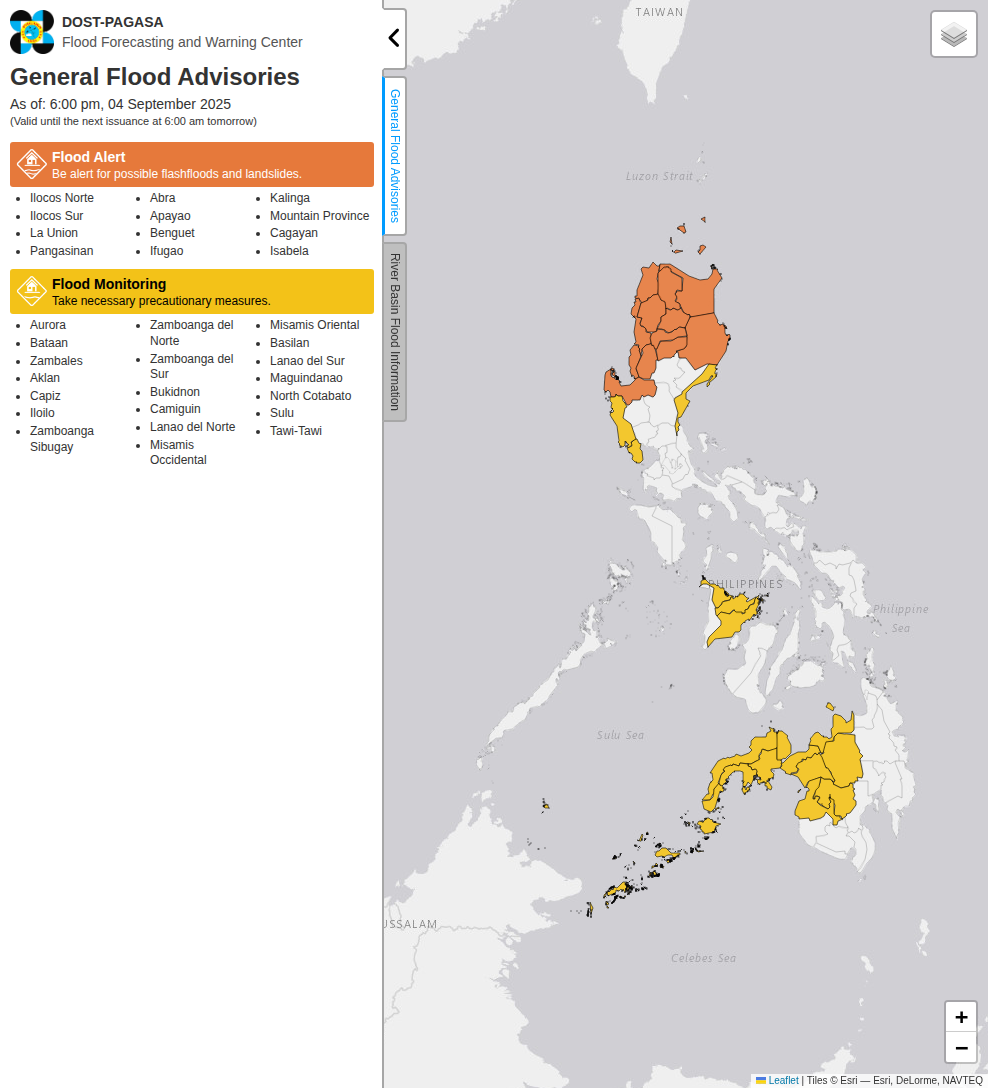 DOST-PAGASA
Flood Forecasting and Warning Center
General Flood Advisories
As of: 6:00 pm, 04 September 2025
(Valid until the next issuance at 6:00 am tomorrow)
Flood Alert
Be alert for possible flashfloods and landslides.
Ilocos Norte
Ilocos Sur
La Union
Pangasinan
Abra
Apayao
Benguet
Ifugao
Kalinga
Mountain Province
Cagayan
Isabela
Flood Monitoring
Take necessary precautionary measures.
Aurora
Bataan
Zambales
Aklan
Capiz
Iloilo
Zamboanga
Sibugay
Zamboanga del
Norte
Zamboanga del
Sur
Bukidnon
Camiguin
Lanao del Norte
Misamis
Occidental
Misamis Oriental
Basilan
Lanao del Sur
Maguindanao
North Cotabato
Sulu
Tawi-Tawi
General Flood Advisories
River Basin Flood Information
TAIWAN
Luzon Strait
PHILIPPINES
Philippine
Sea
Sulu Sea
USSALAM
Celebes Sea
+
−
Leaflet | Tiles © Esri — Esri, DeLorme, NAVTEQ